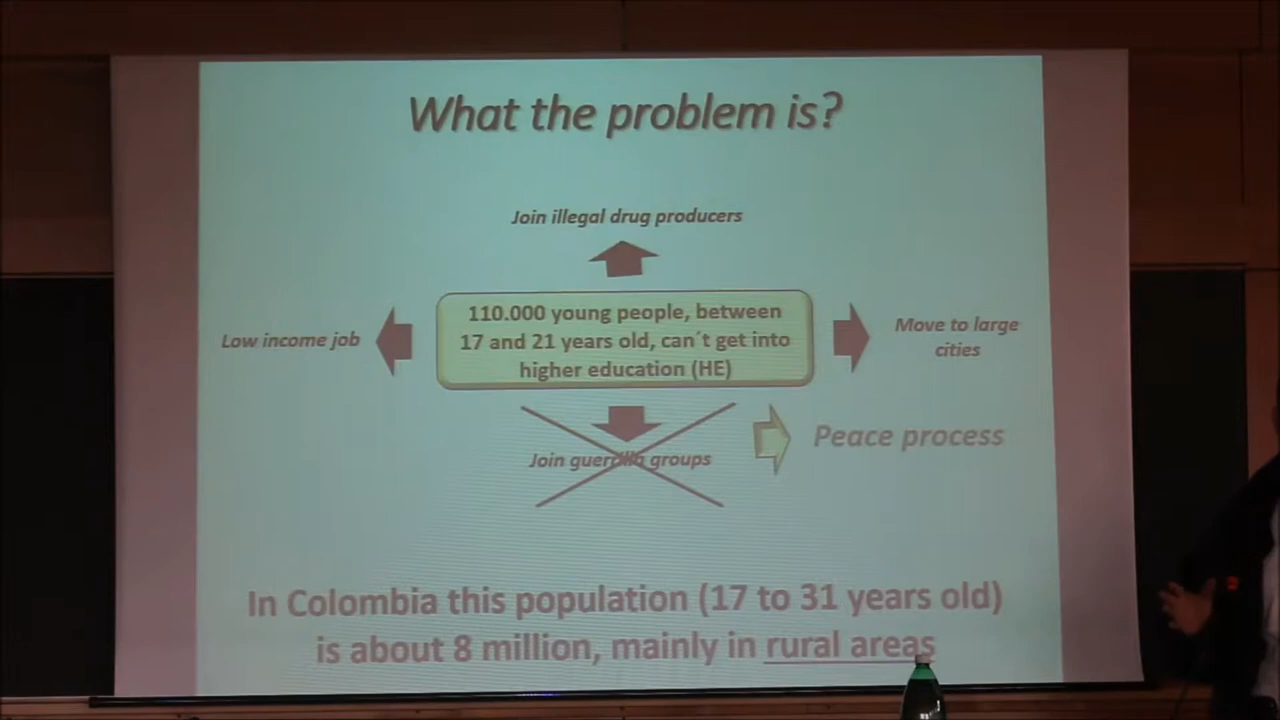 What the problem is?
Join illegal drug producers
110.000 young people, between
17 and 21 years old, can´t get into
higher education (HE)
Low income job
Move to large
cities
Join guerrilla groups
Peace process
In Colombia this population (17 to 31 years old)
is about 8 million, mainly in rural areas